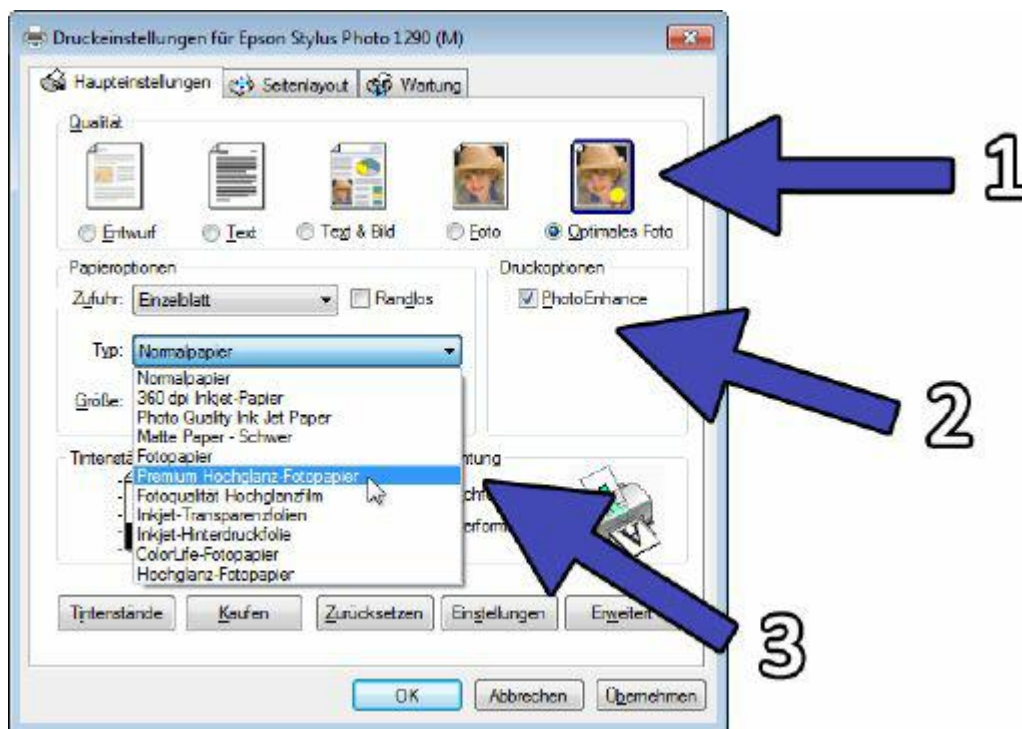 Druckeinstellungen für Epson Stylus Photo 1290 (M)
Haupteinstellungen Seitenlayout Wartung
Qualität
Entwurf Text Text & Bild Foto Optimales Foto
1
Papieroptionen Druckoptionen
Zufuhr: Einzelblatt Randlos PhotoEnhance
Typ: Normalpapier
2
Normalpapier
Größe: 360 dpi Inkjet-Papier
Photo Quality Ink Jet Paper
Matte Paper - Schwer
Fotopapier
Premium Hochglanz-Fotopapier
Fotoqualität Hochglanzfilm
Inkjet-Transparenzfolien
Inkjet-Hinterdruckfolie
ColorLife-Fotopapier
Hochglanz-Fotopapier
3
Tintenstände Kaufen Zurücksetzen Einstellungen Erweitert
OK Abbrechen Übernehmen